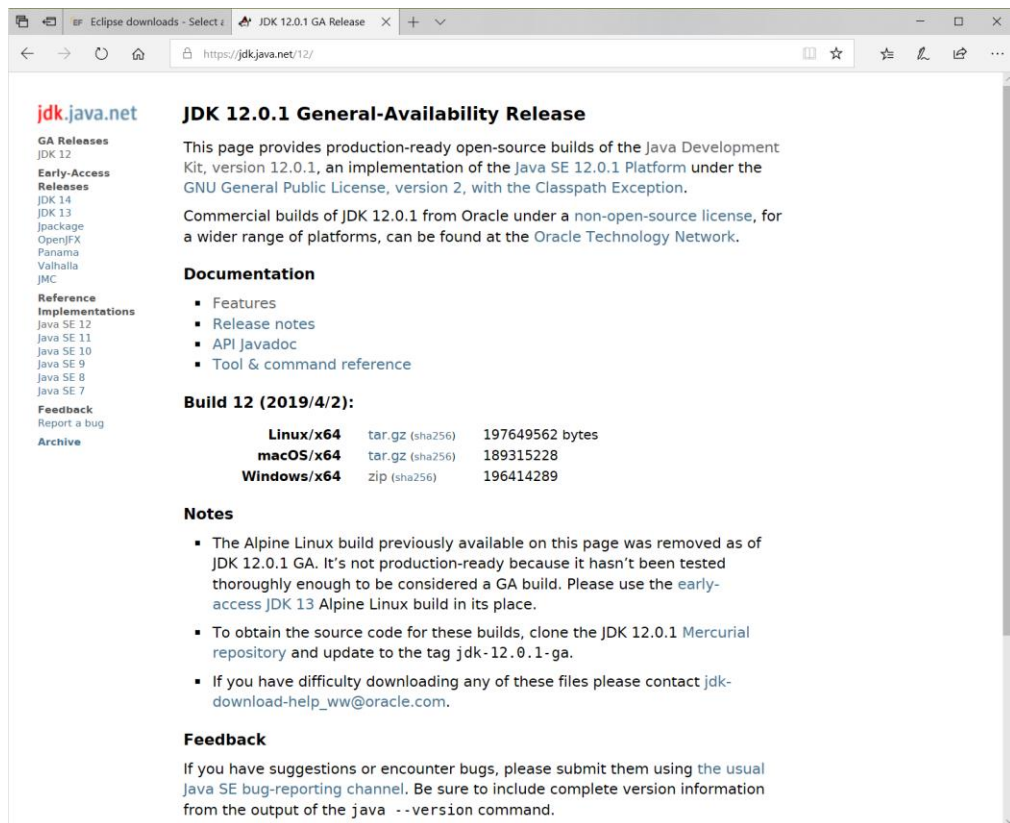 EF Eclipse downloads - Select a
JDK 12.0.1 GA Release
https://jdk.java.net/12/
jdk.java.net
GA Releases
JDK 12
Early-Access
Releases
JDK 14
JDK 13
Jpackage
OpenJFX
Panama
Valhalla
JMC
Reference
Implementations
Java SE 12
Java SE 11
Java SE 10
Java SE 9
Java SE 8
Java SE 7
Feedback
Report a bug
Archive
JDK 12.0.1 General-Availability Release
This page provides production-ready open-source builds of the Java Development
Kit, version 12.0.1, an implementation of the Java SE 12.0.1 Platform under the
GNU General Public License, version 2, with the Classpath Exception.
Commercial builds of JDK 12.0.1 from Oracle under a non-open-source license, for
a wider range of platforms, can be found at the Oracle Technology Network.
Documentation
▪ Features
▪ Release notes
▪ API Javadoc
▪ Tool & command reference
Build 12 (2019/4/2):
Linux/x64 tar.gz (sha256) 197649562 bytes
macOS/x64 tar.gz (sha256) 189315228
Windows/x64 zip (sha256) 196414289
Notes
▪ The Alpine Linux build previously available on this page was removed as of
JDK 12.0.1 GA. It's not production-ready because it hasn't been tested
thoroughly enough to be considered a GA build. Please use the early-
access JDK 13 Alpine Linux build in its place.
▪ To obtain the source code for these builds, clone the JDK 12.0.1 Mercurial
repository and update to the tag jdk-12.0.1-ga.
▪ If you have difficulty downloading any of these files please contact jdk-
download-help_ww@oracle.com.
Feedback
If you have suggestions or encounter bugs, please submit them using the usual
Java SE bug-reporting channel. Be sure to include complete version information
from the output of the java --version command.